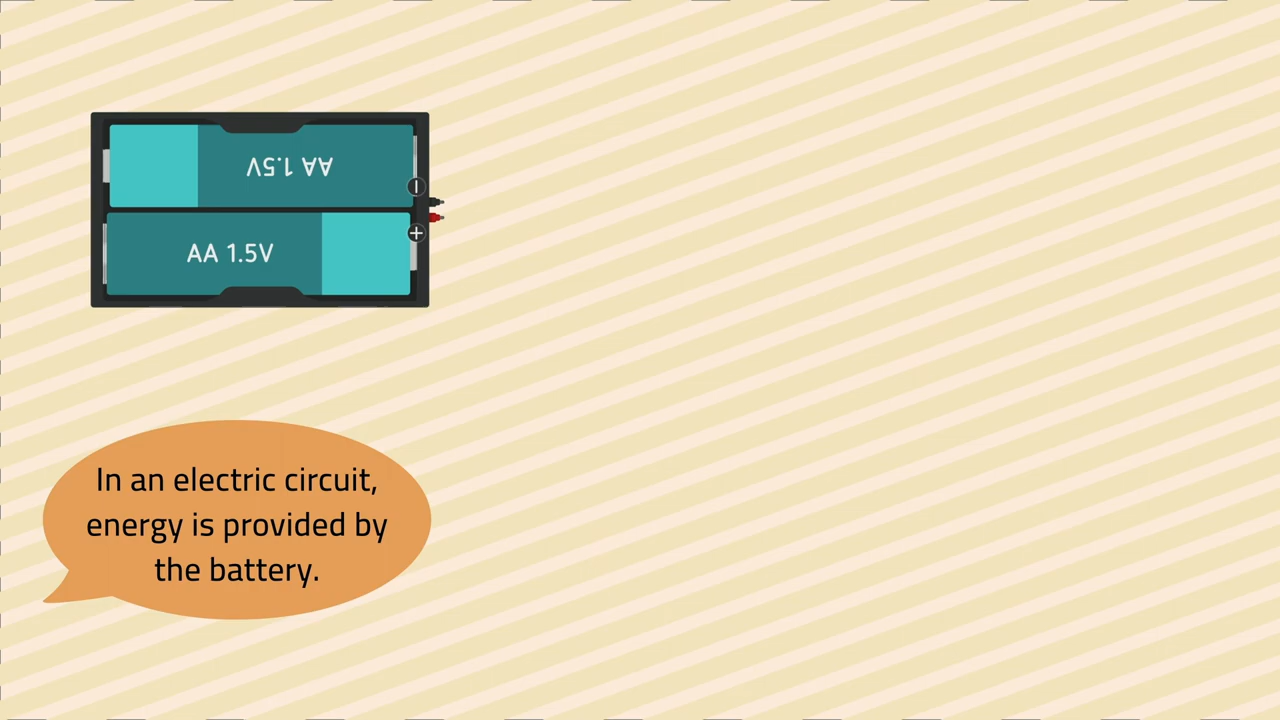 AA 1.5V
AA 1.5V
In an electric circuit,
energy is provided by
the battery.